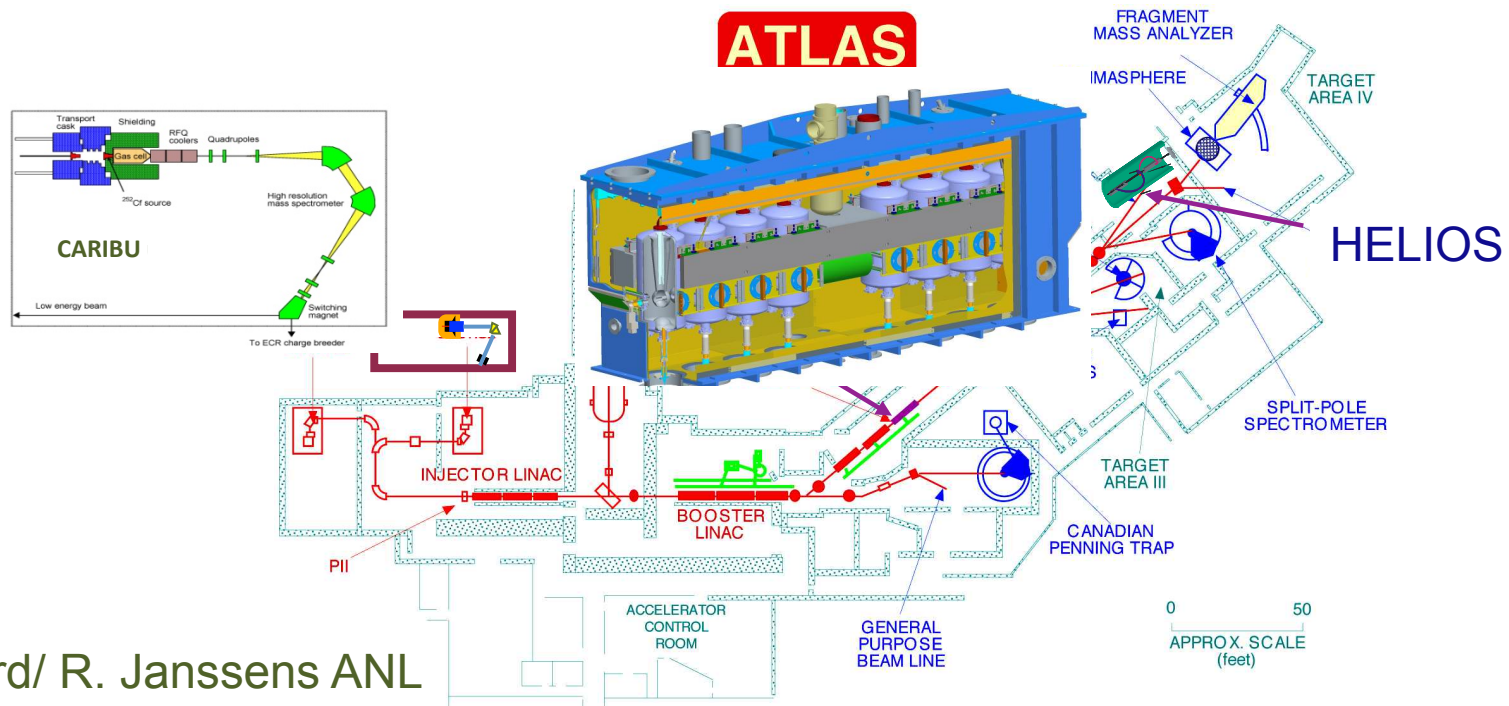 ATLAS
FRAGMENT
MASS ANALYZER
IMASPHERE
TARGET
AREA IV
Transport
cask
Shielding
RFQ
coolers
Quadrupoles
Gas cell
252Cf source
High resolution
mass spectrometer
CARIBU
Low energy beam
Switching
magnet
To ECR charge breeder
HELIOS
S
SPLIT-POLE
SPECTROMETER
TARGET
AREA III
INJECTOR LINAC
BOOSTER
LINAC
CANADIAN
PENNING TRAP
PII
ACCELERATOR
CONTROL
ROOM
GENERAL
PURPOSE
BEAM LINE
0 50
APPROX. SCALE
(feet)
rd/ R. Janssens ANL